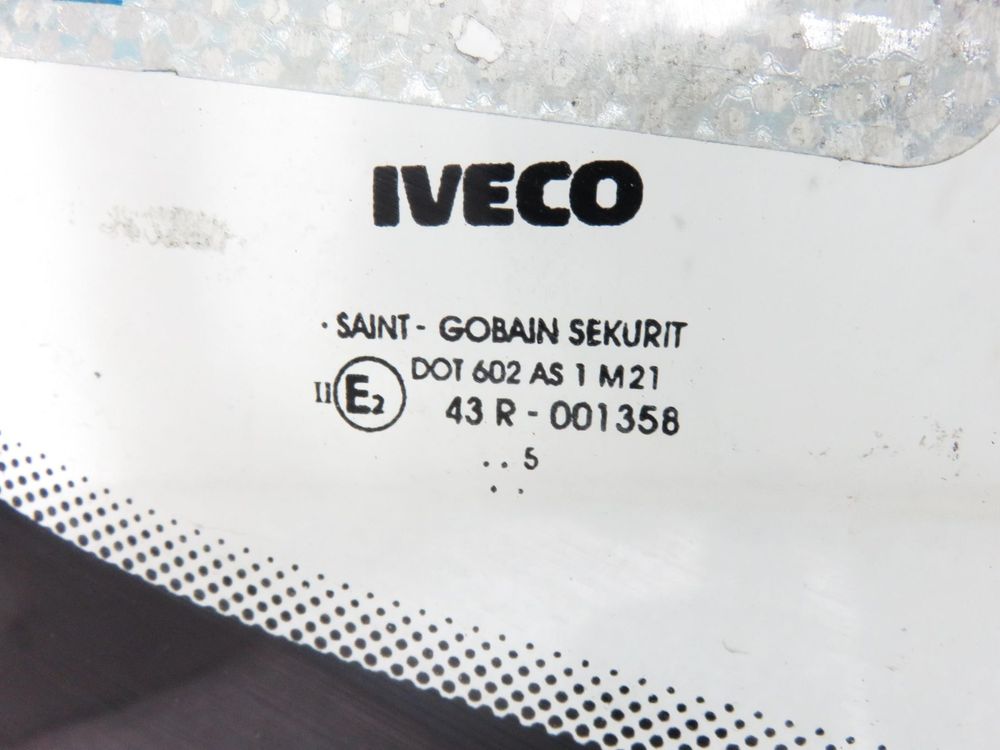 IVECO
· SAINT - GOBAIN SEKURIT
DOT 602 AS 1 M21
II E2
43 R - 001358
. . 5
. .